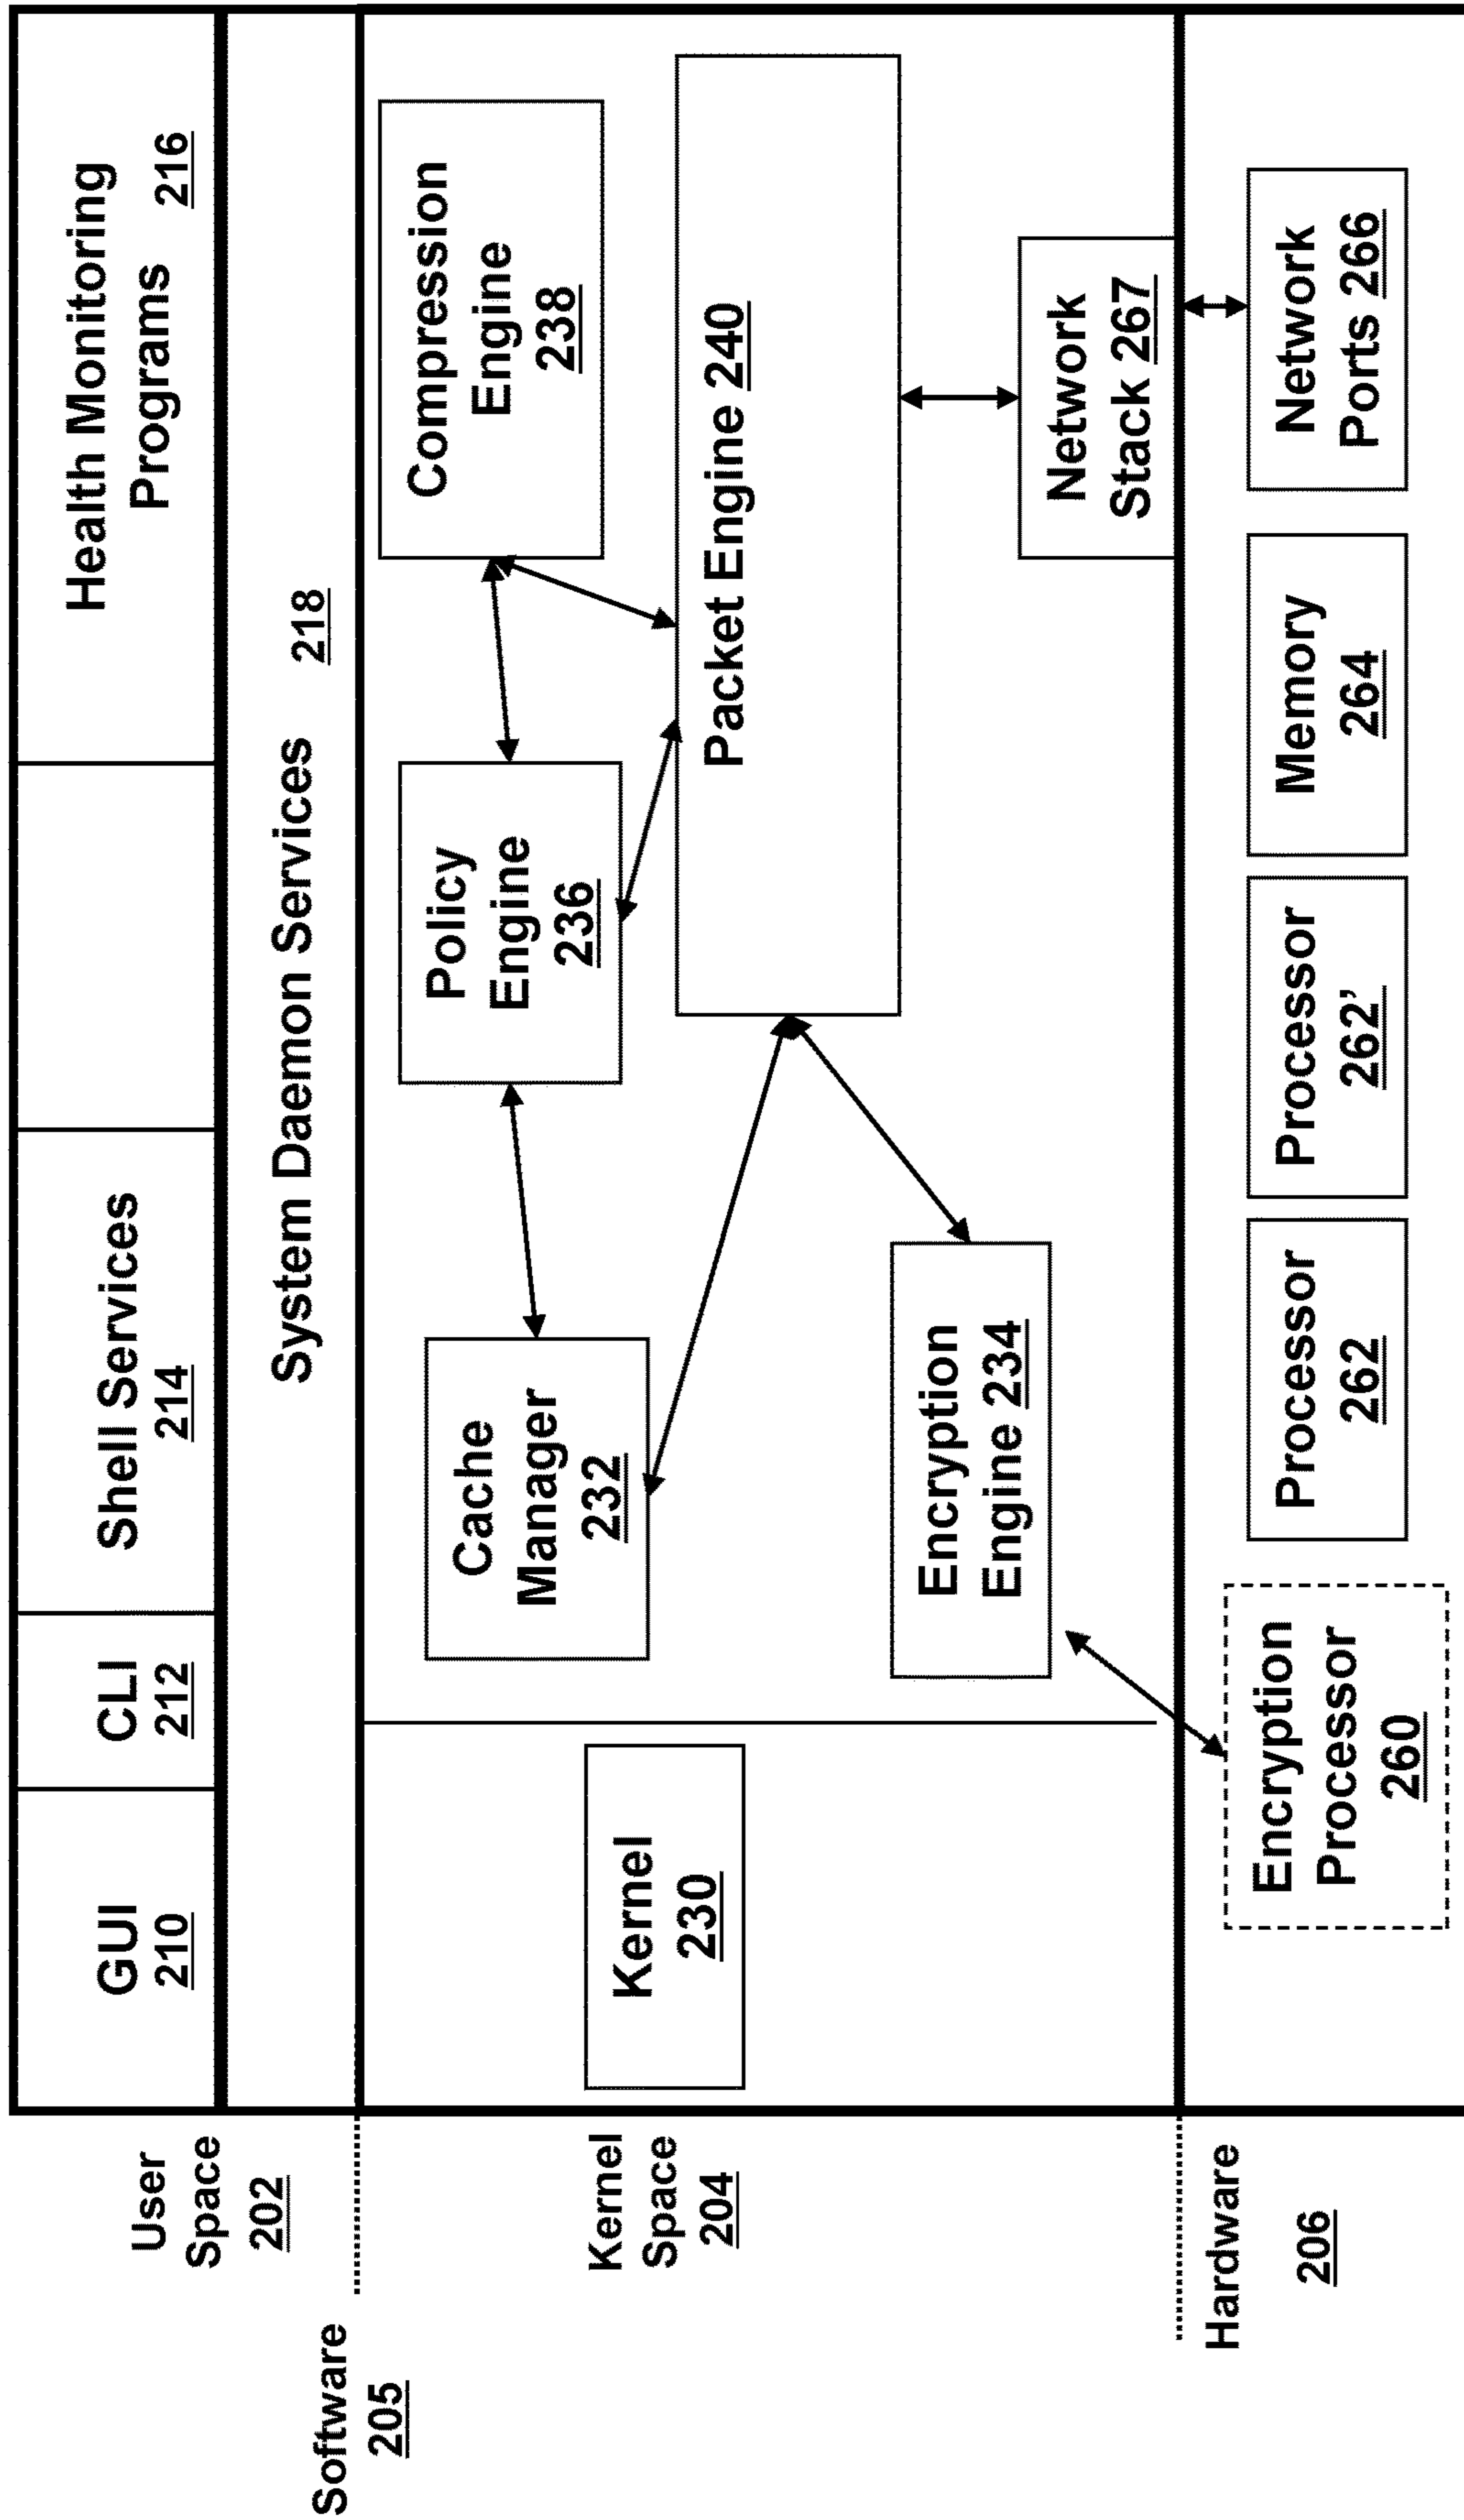 User
Space
202
GUI
210
CLI
212
Shell Services
214
Health Monitoring
Programs 216
System Daemon Services 218
Software
205
Kernel
Space
204
Kernel
230
Cache
Manager
232
Policy
Engine
236
Compression
Engine
238
Packet Engine 240
Encryption
Engine 234
Network
Stack 267
Hardware
206
Encryption
Processor
260
Processor
262
Processor
262’
Memory
264
Network
Ports 266